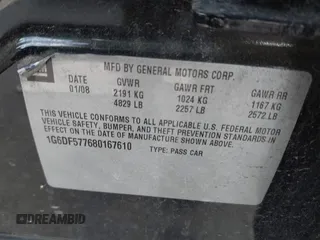 MFD BY GENERAL MOTORS CORP.
DATE GVWR GAWR FRT GAWR RR
01/08 2191 KG 1024 KG 1167 KG
4829 LB 2257 LB 2572 LB
THIS VEHICLE CONFORMS TO ALL APPLICABLE U.S. FEDERAL MOTOR
VEHICLE SAFETY, BUMPER, AND THEFT PREVENTION STANDARDS
IN EFFECT ON THE DATE OF MANUFACTURE SHOWN ABOVE.
1G6DF577680167610 TYPE: PASS CAR
DREAMBID